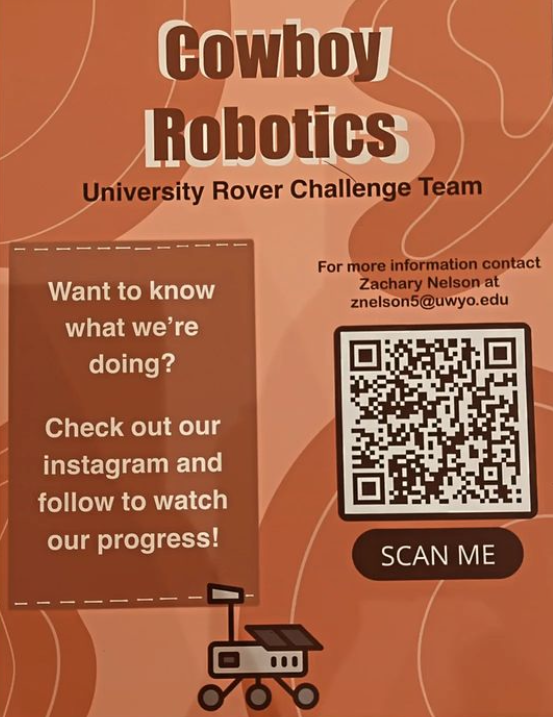 Cowboy
Robotics
University Rover Challenge Team
Want to know
what we're
doing?
Check out our
instagram and
follow to watch
our progress!
For more information contact
Zachary Nelson at
znelson5@uwyo.edu
SCAN ME